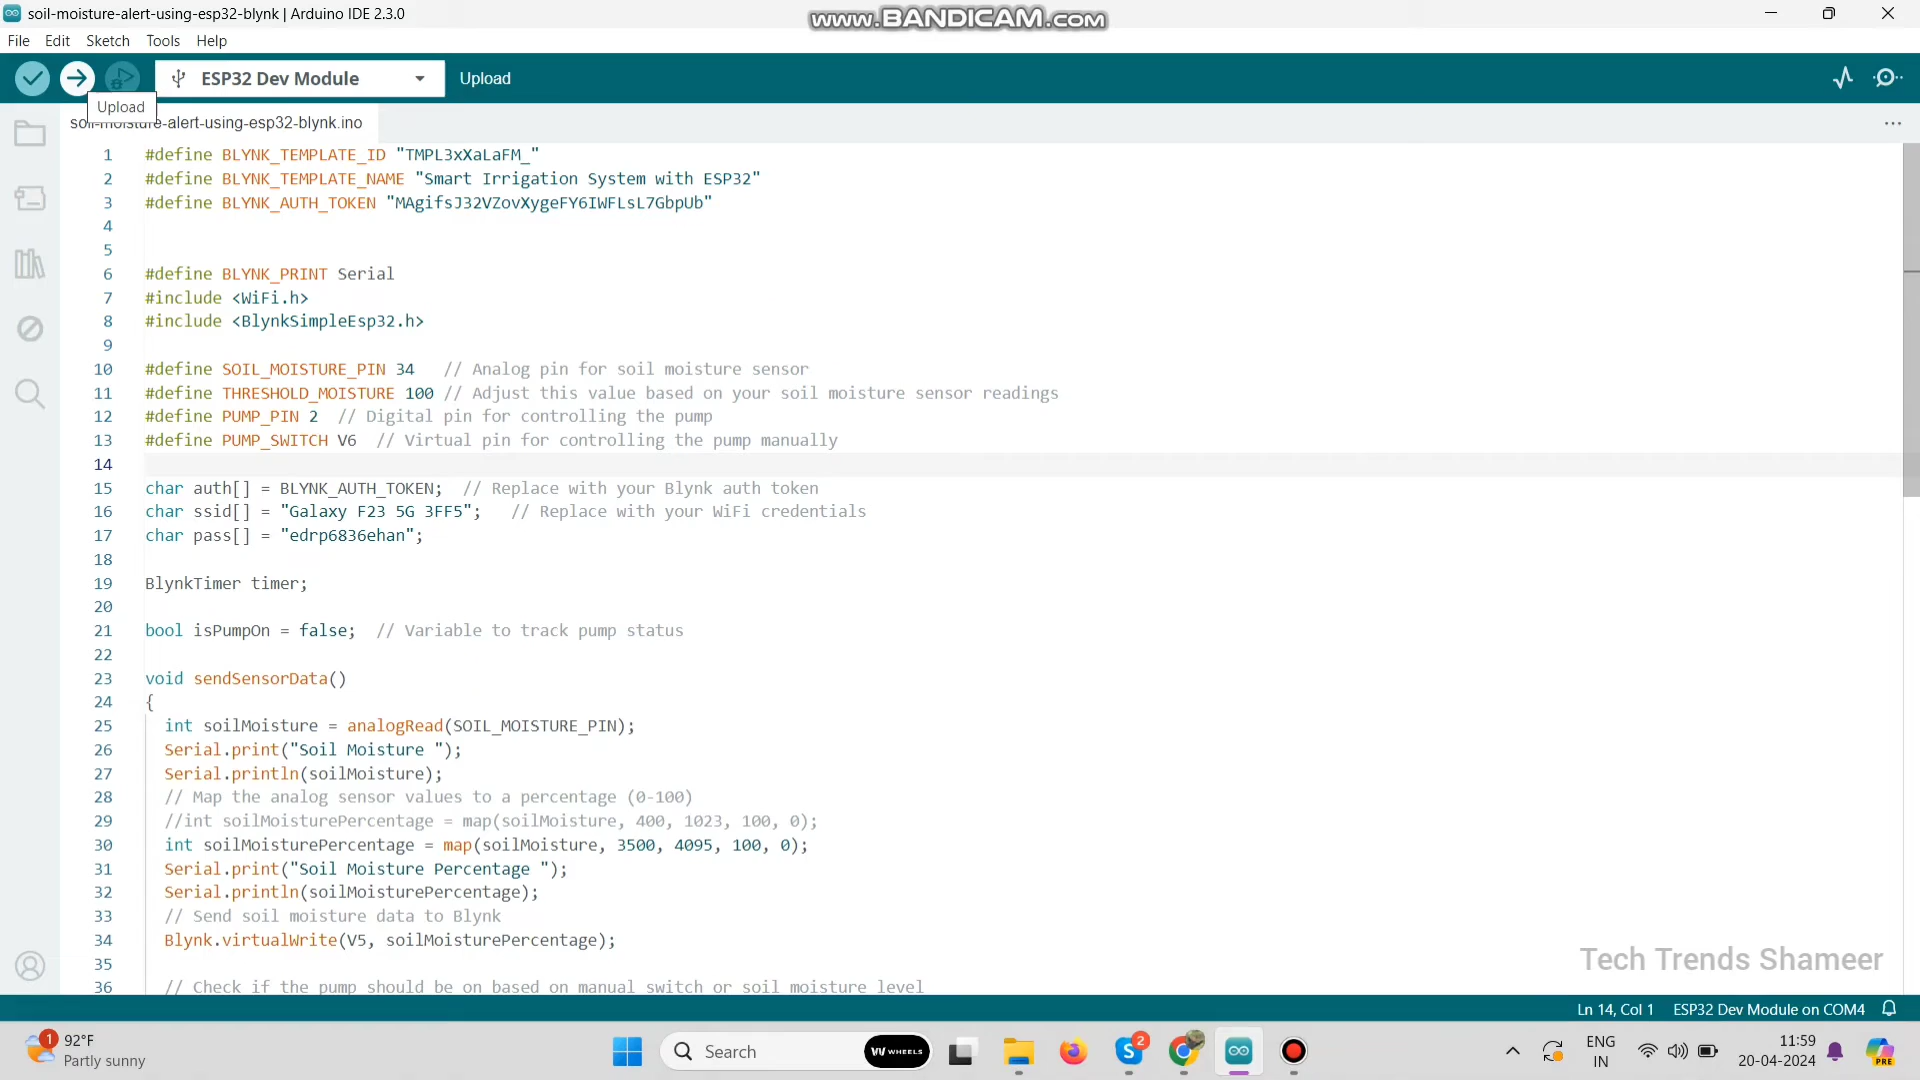 soil-moisture-alert-using-esp32-blynk | Arduino IDE 2.3.0
www.BANDICAM.com
File Edit Sketch Tools Help
ESP32 Dev Module
Upload
Upload
soil-moisture-alert-using-esp32-blynk.ino
1 #define BLYNK_TEMPLATE_ID "TMPL3xXaLaFM_"
2 #define BLYNK_TEMPLATE_NAME "Smart Irrigation System with ESP32"
3 #define BLYNK_AUTH_TOKEN "MAgifsJ32VZovXygeFY6IWFLsL7GbpUb"
4
5
6 #define BLYNK_PRINT Serial
7 #include <WiFi.h>
8 #include <BlynkSimpleEsp32.h>
9
10 #define SOIL_MOISTURE_PIN 34 // Analog pin for soil moisture sensor
11 #define THRESHOLD_MOISTURE 100 // Adjust this value based on your soil moisture sensor readings
12 #define PUMP_PIN 2 // Digital pin for controlling the pump
13 #define PUMP_SWITCH V6 // Virtual pin for controlling the pump manually
14
15 char auth[] = BLYNK_AUTH_TOKEN; // Replace with your Blynk auth token
16 char ssid[] = "Galaxy F23 5G 3FF5"; // Replace with your WiFi credentials
17 char pass[] = "edrp6836ehan";
18
19 BlynkTimer timer;
20
21 bool isPumpOn = false; // Variable to track pump status
22
23 void sendSensorData()
24 {
25 int soilMoisture = analogRead(SOIL_MOISTURE_PIN);
26 Serial.print("Soil Moisture ");
27 Serial.println(soilMoisture);
28 // Map the analog sensor values to a percentage (0-100)
29 //int soilMoisturePercentage = map(soilMoisture, 400, 1023, 100, 0);
30 int soilMoisturePercentage = map(soilMoisture, 3500, 4095, 100, 0);
31 Serial.print("Soil Moisture Percentage ");
32 Serial.println(soilMoisturePercentage);
33 // Send soil moisture data to Blynk
34 Blynk.virtualWrite(V5, soilMoisturePercentage);
35
36 // Check if the pump should be on based on manual switch or soil moisture level
Tech Trends Shameer
Ln 14, Col 1 ESP32 Dev Module on COM4
1
92°F
Partly sunny
Search
WHEELS
S
2
PRE
ENG
IN
11:59
20-04-2024